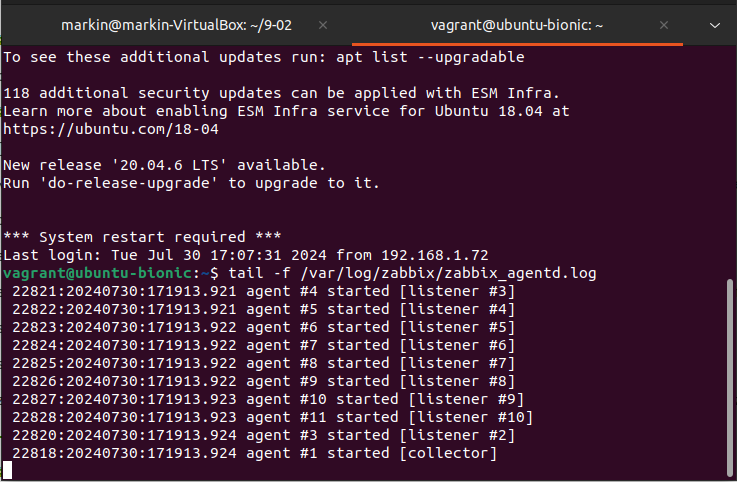 markin@markin-VirtualBox: ~/9-02
vagrant@ubuntu-bionic: ~
To see these additional updates run: apt list --upgradable
118 additional security updates can be applied with ESM Infra.
Learn more about enabling ESM Infra service for Ubuntu 18.04 at
https://ubuntu.com/18-04
New release '20.04.6 LTS' available.
Run 'do-release-upgrade' to upgrade to it.
*** System restart required ***
Last login: Tue Jul 30 17:07:31 2024 from 192.168.1.72
vagrant@ubuntu-bionic:~$ tail -f /var/log/zabbix/zabbix_agentd.log
22821:20240730:171913.921 agent #4 started [listener #3]
22822:20240730:171913.921 agent #5 started [listener #4]
22823:20240730:171913.922 agent #6 started [listener #5]
22824:20240730:171913.922 agent #7 started [listener #6]
22825:20240730:171913.922 agent #8 started [listener #7]
22826:20240730:171913.922 agent #9 started [listener #8]
22827:20240730:171913.923 agent #10 started [listener #9]
22828:20240730:171913.923 agent #11 started [listener #10]
22820:20240730:171913.924 agent #3 started [listener #2]
22818:20240730:171913.924 agent #1 started [collector]